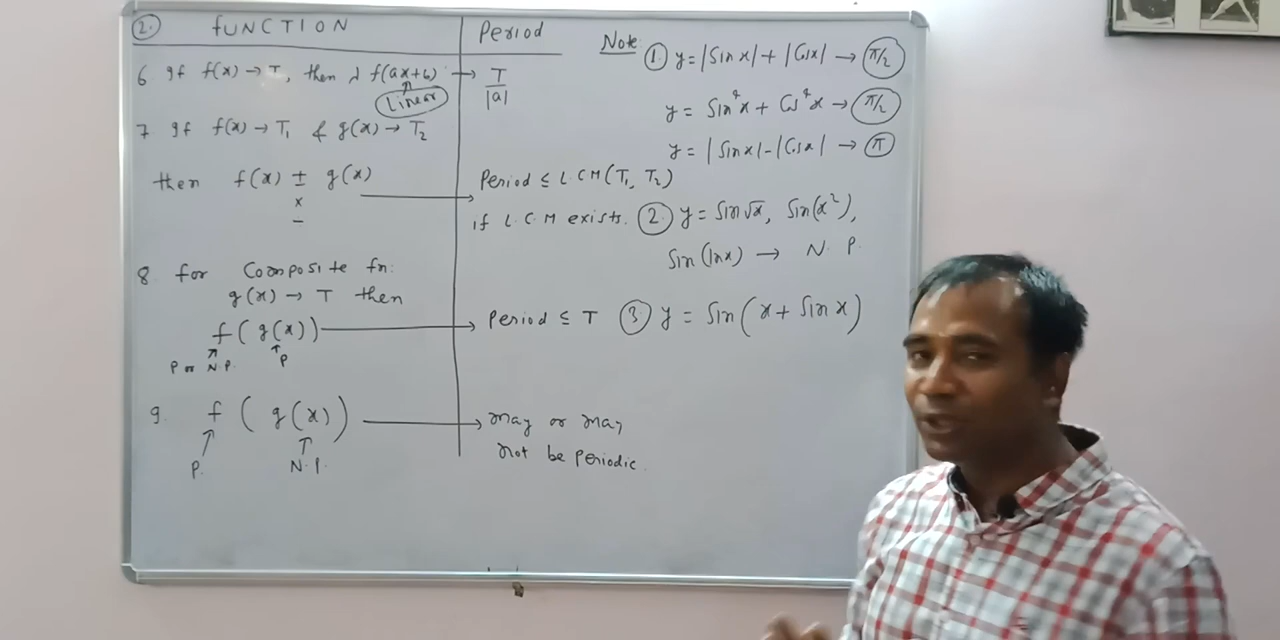 2. FUNCTION
Period
6 If f(x) → T, then λ f(ax+b) → T/|a|
Linear
7 If f(x) → T₁ & g(x) → T₂
then f(x) ± g(x)
×
−
Period ≤ L.C.M(T₁, T₂)
if L.C.M exists.
8 for Composite fn:
g(x) → T then
f(g(x)) → Period ≤ T
P or N.P. P
9. f(g(x)) → may or may
not be Periodic.
P. N.P.
Note
① y = |Sin x| + |Cos x| → π/2
y = Sin⁴x + Cos⁴x → π/2
y = |Sin x| - |Cos x| → π
② y = Sin√x, Sin(x²),
Sin(ln x) → N.P.
③ y = Sin(x + Sin x)